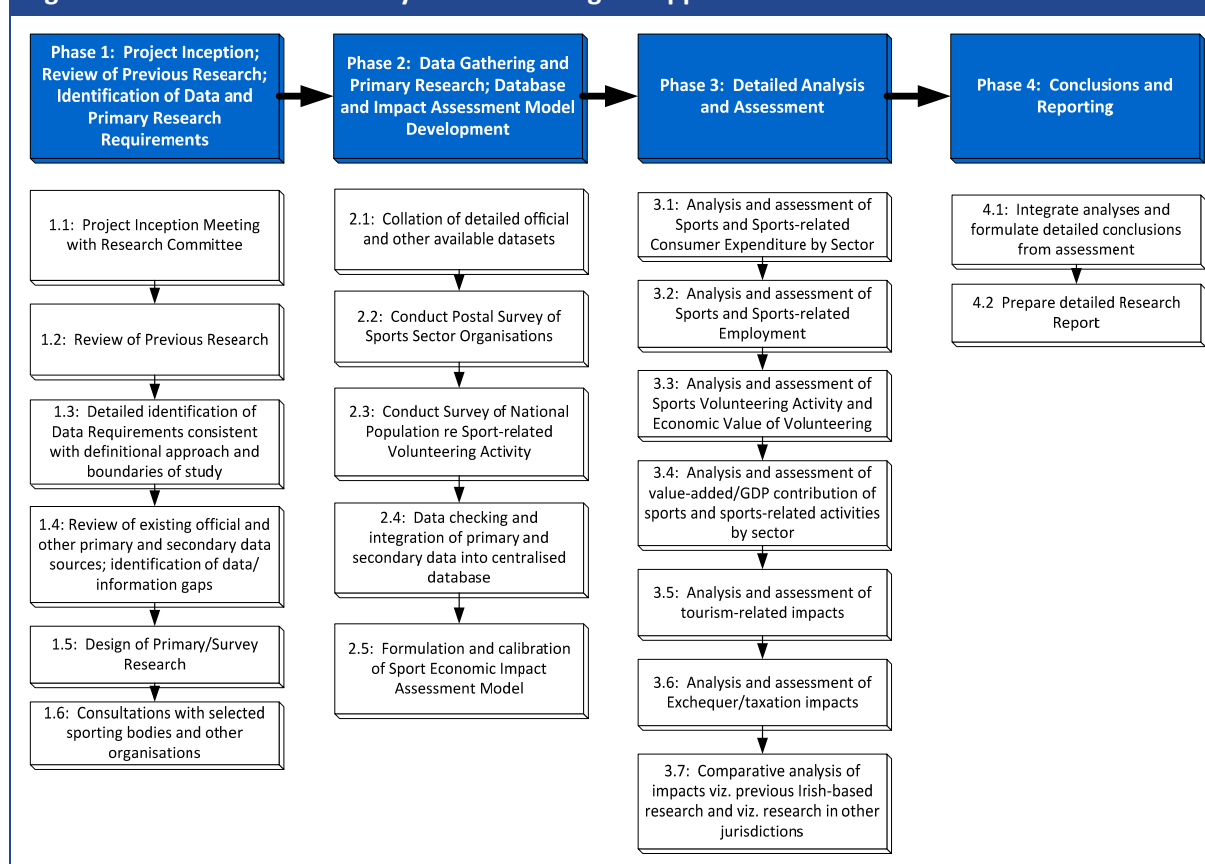 Phase 1: Project Inception;
Review of Previous Research;
Identification of Data and
Primary Research
Requirements
Phase 2: Data Gathering and
Primary Research; Database
and Impact Assessment Model
Development
Phase 3: Detailed Analysis
and Assessment
Phase 4: Conclusions and
Reporting
1.1: Project Inception Meeting
with Research Committee
1.2: Review of Previous Research
1.3: Detailed identification of
Data Requirements consistent
with definitional approach and
boundaries of study
1.4: Review of existing official and
other primary and secondary data
sources; identification of data/
information gaps
1.5: Design of Primary/Survey
Research
1.6: Consultations with selected
sporting bodies and other
organisations
2.1: Collation of detailed official
and other available datasets
2.2: Conduct Postal Survey of
Sports Sector Organisations
2.3: Conduct Survey of National
Population re Sport-related
Volunteering Activity
2.4: Data checking and
integration of primary and
secondary data into centralised
database
2.5: Formulation and calibration
of Sport Economic Impact
Assessment Model
3.1: Analysis and assessment of
Sports and Sports-related
Consumer Expenditure by Sector
3.2: Analysis and assessment of
Sports and Sports-related
Employment
3.3: Analysis and assessment of
Sports Volunteering Activity and
Economic Value of Volunteering
3.4: Analysis and assessment of
value-added/GDP contribution of
sports and sports-related activities
by sector
3.5: Analysis and assessment of
tourism-related impacts
3.6: Analysis and assessment of
Exchequer/taxation impacts
3.7: Comparative analysis of
impacts viz. previous Irish-based
research and viz. research in other
jurisdictions
4.1: Integrate analyses and
formulate detailed conclusions
from assessment
4.2 Prepare detailed Research
Report